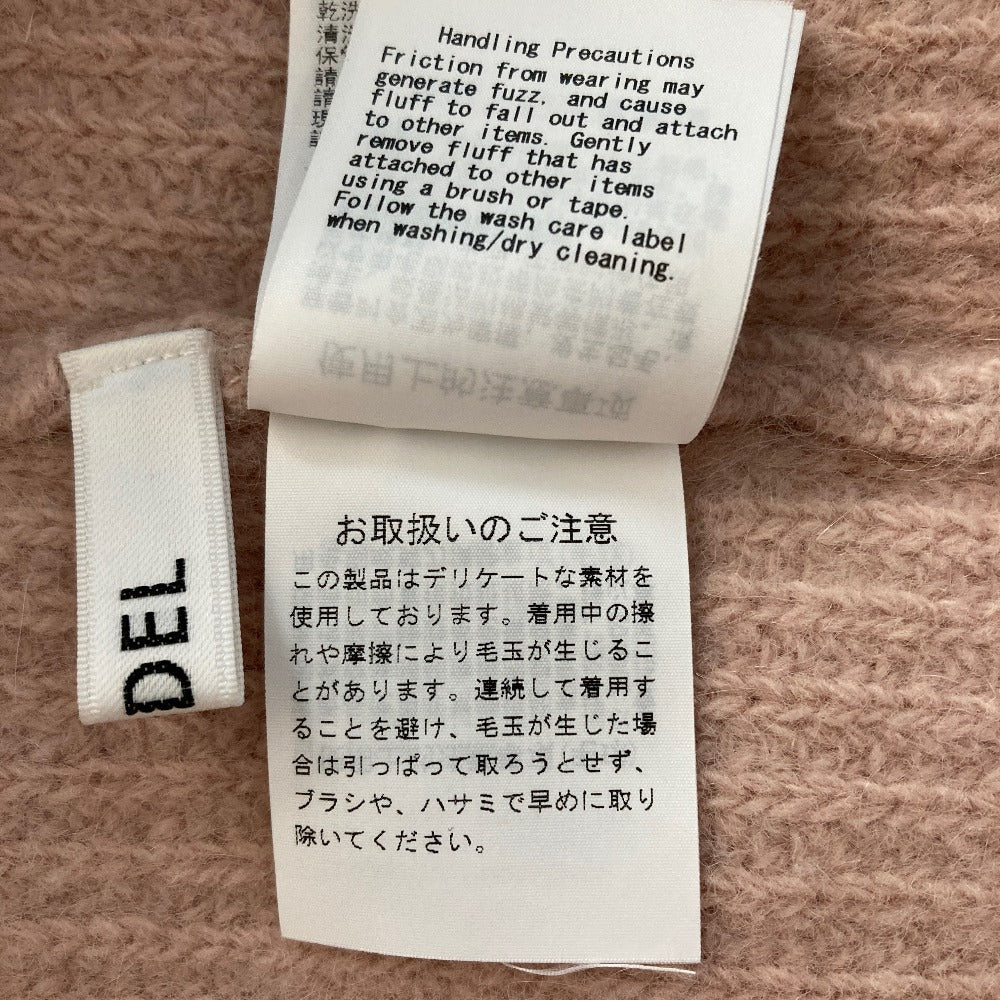 Handling Precautions
Friction from wearing may
generate fuzz, and cause
fluff to fall out and attach
to other items. Gently
remove fluff that has
attached to other items
using a brush or tape.
Follow the wash care label
when washing/dry cleaning.
DEL
お取扱いのご注意
この製品はデリケートな素材を
使用しております。着用中の擦
れや摩擦により毛玉が生じるこ
とがあります。連続して着用す
ることを避け、毛玉が生じた場
合は引っぱって取ろうとせず、
ブラシや、ハサミで早めに取り
除いてください。